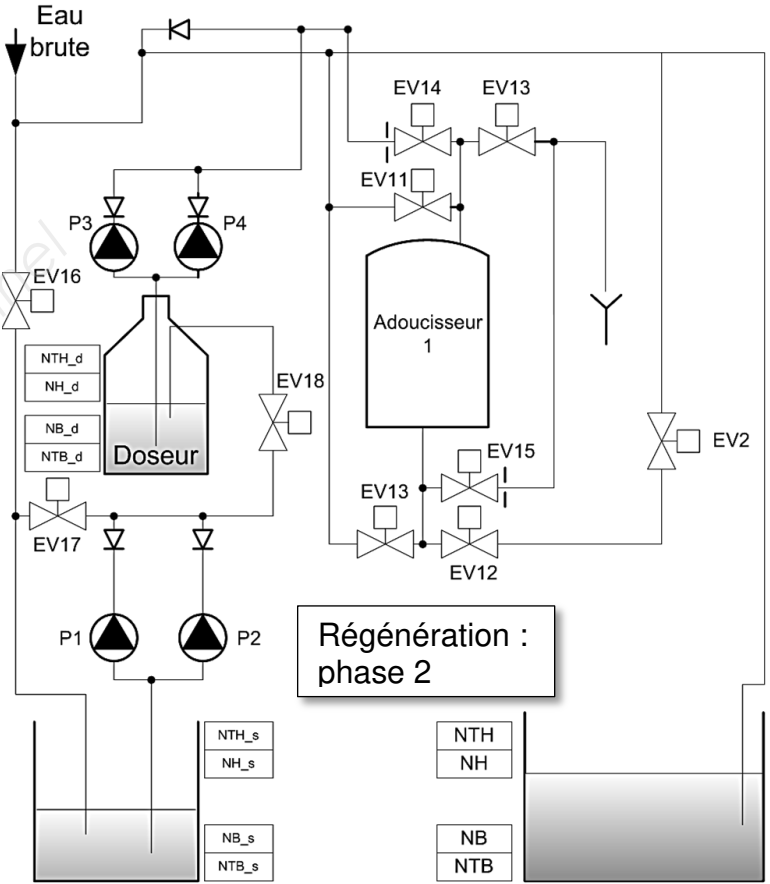 Eau
brute
EV14
EV13
EV11
P3
P4
EV16
Adoucisseur
1
NTH_d
NH_d
EV18
NB_d
NTB_d
Doseur
EV2
EV15
EV13
EV17
EV12
P1
P2
Régénération :
phase 2
NTH_s
NH_s
NTH
NH
NB_s
NTB_s
NB
NTB